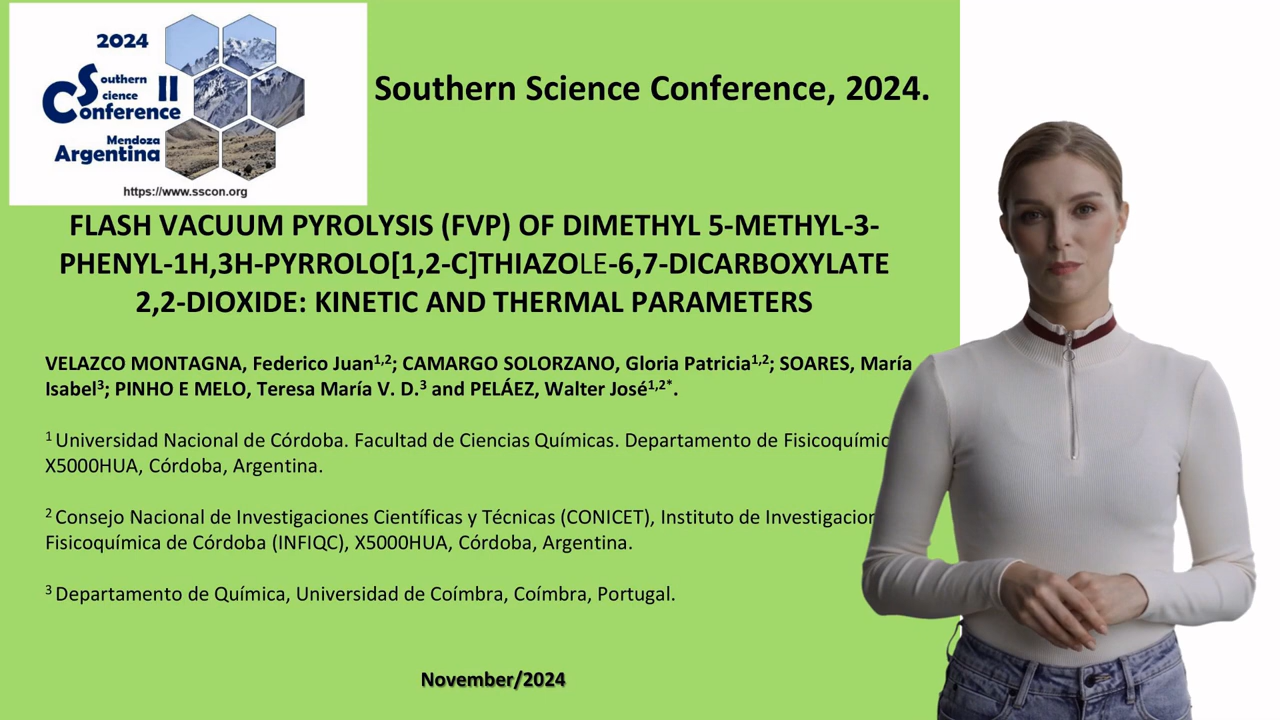 2024
Southern
Science II
Conference
Mendoza
Argentina
https://www.sscon.org
Southern Science Conference, 2024.
FLASH VACUUM PYROLYSIS (FVP) OF DIMETHYL 5-METHYL-3-
PHENYL-1H,3H-PYRROLO[1,2-C]THIAZOLE-6,7-DICARBOXYLATE
2,2-DIOXIDE: KINETIC AND THERMAL PARAMETERS
VELAZCO MONTAGNA, Federico Juan¹,²; CAMARGO SOLORZANO, Gloria Patricia¹,²; SOARES, María
Isabel³; PINHO E MELO, Teresa María V. D.³ and PELÁEZ, Walter José¹,²*.
¹ Universidad Nacional de Córdoba. Facultad de Ciencias Químicas. Departamento de Fisicoquímic
X5000HUA, Córdoba, Argentina.
² Consejo Nacional de Investigaciones Científicas y Técnicas (CONICET), Instituto de Investigacion
Fisicoquímica de Córdoba (INFIQC), X5000HUA, Córdoba, Argentina.
³ Departamento de Química, Universidad de Coímbra, Coímbra, Portugal.
November/2024